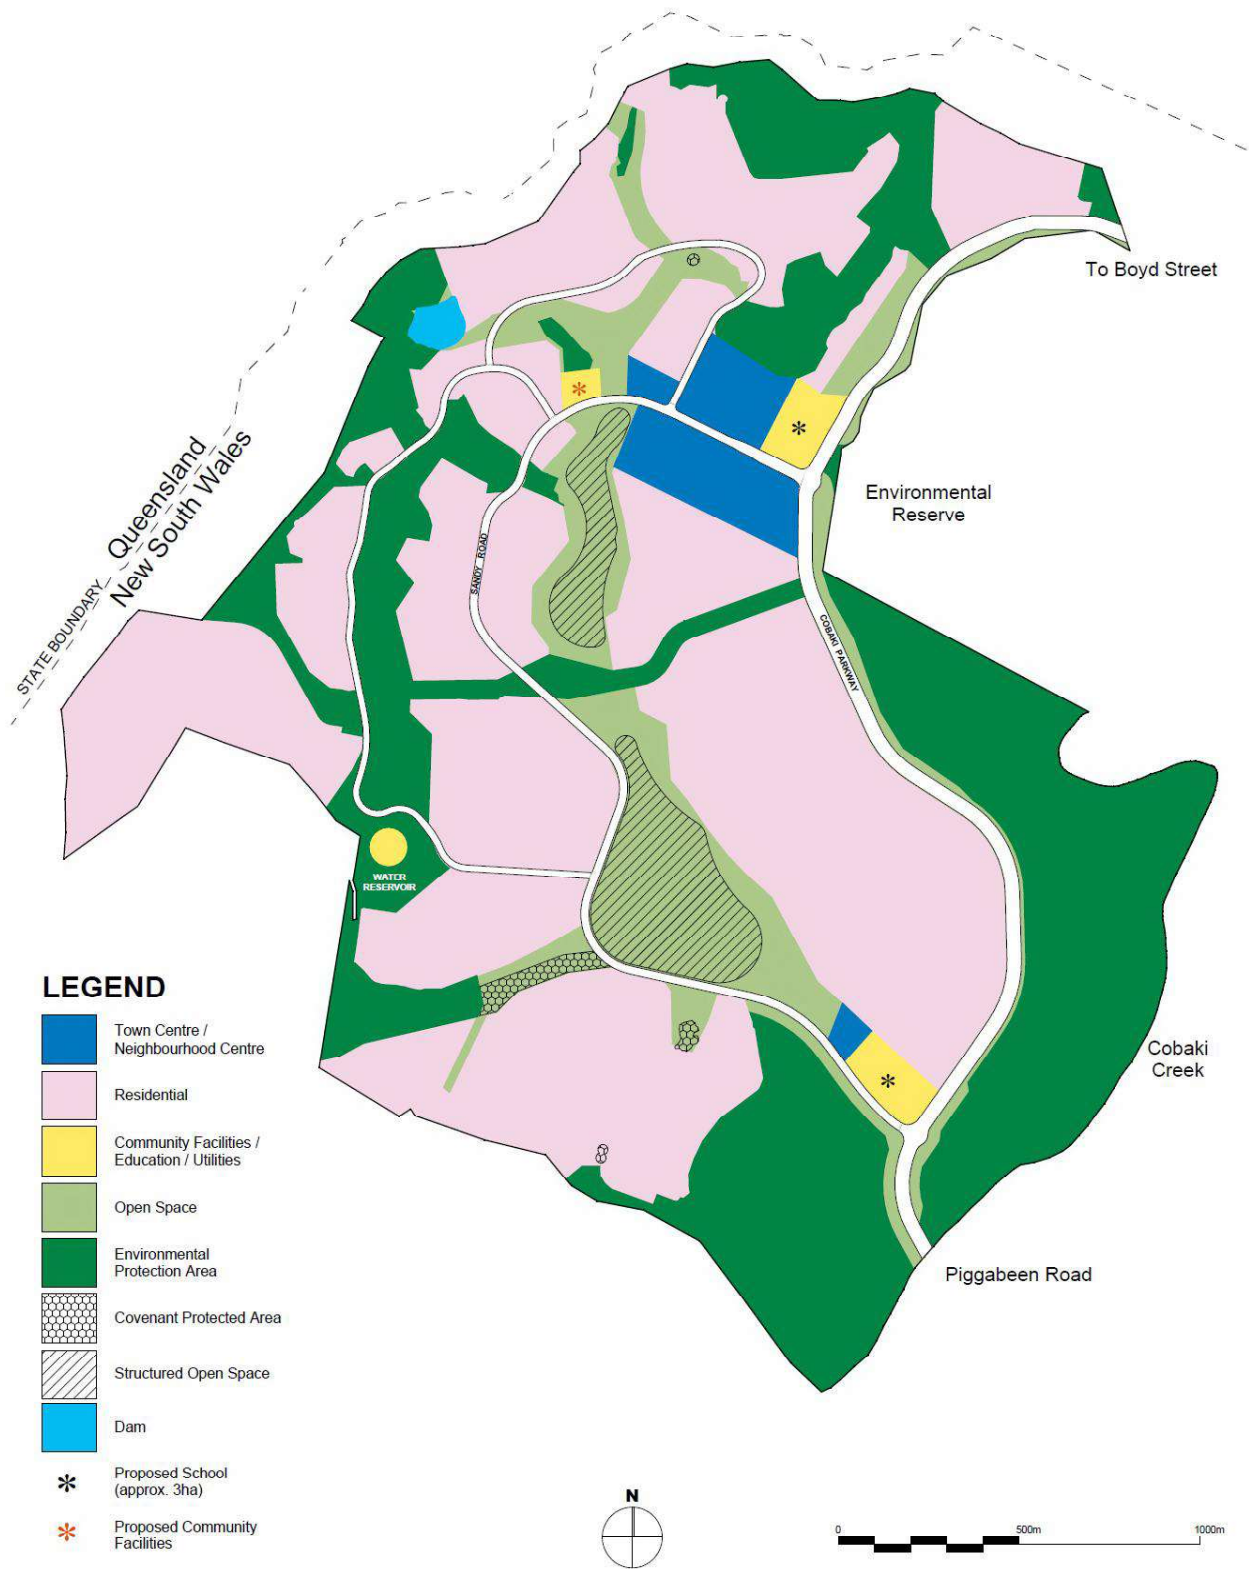 To Boyd Street
Queensland
New South Wales
STATE BOUNDARY
Environmental
Reserve
SANDY ROAD
COBAKI PARKWAY
WATER
RESERVOIR
Cobaki
Creek
Piggabeen Road
LEGEND
Town Centre /
Neighbourhood Centre
Residential
Community Facilities /
Education / Utilities
Open Space
Environmental
Protection Area
Covenant Protected Area
Structured Open Space
Dam
* Proposed School
(approx. 3ha)
* Proposed Community
Facilities
N
0 500m 1000m